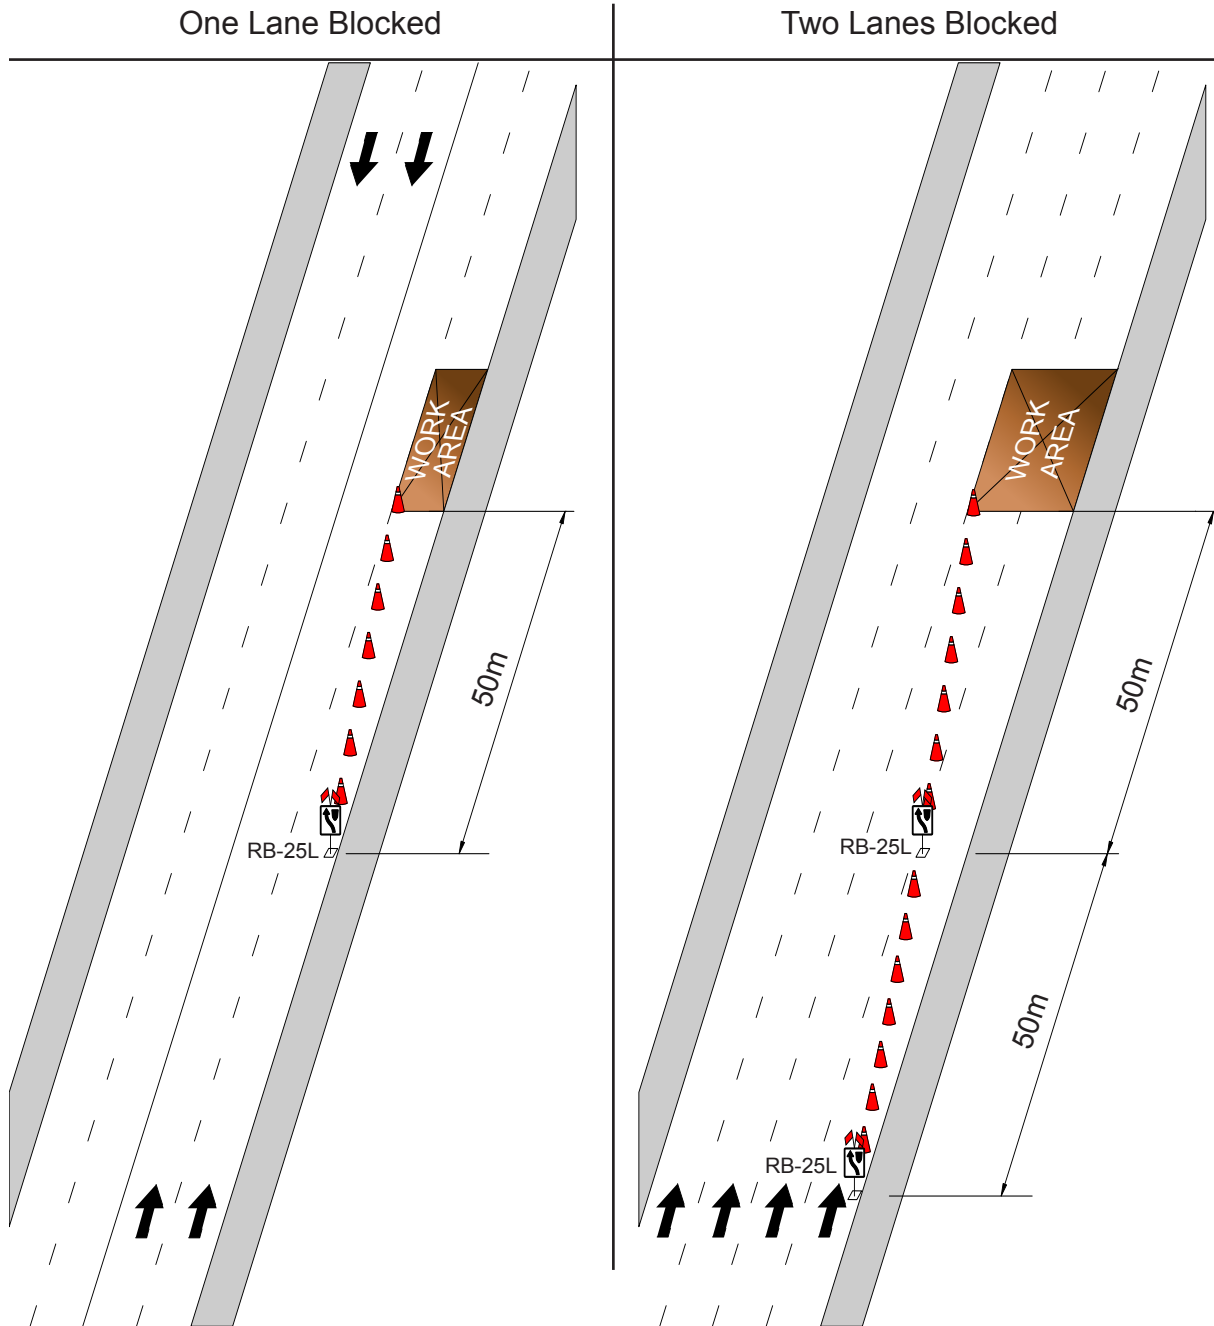 One Lane Blocked
Two Lanes Blocked
WORK
AREA
50m
RB-25L
WORK
AREA
50m
RB-25L
50m
RB-25L